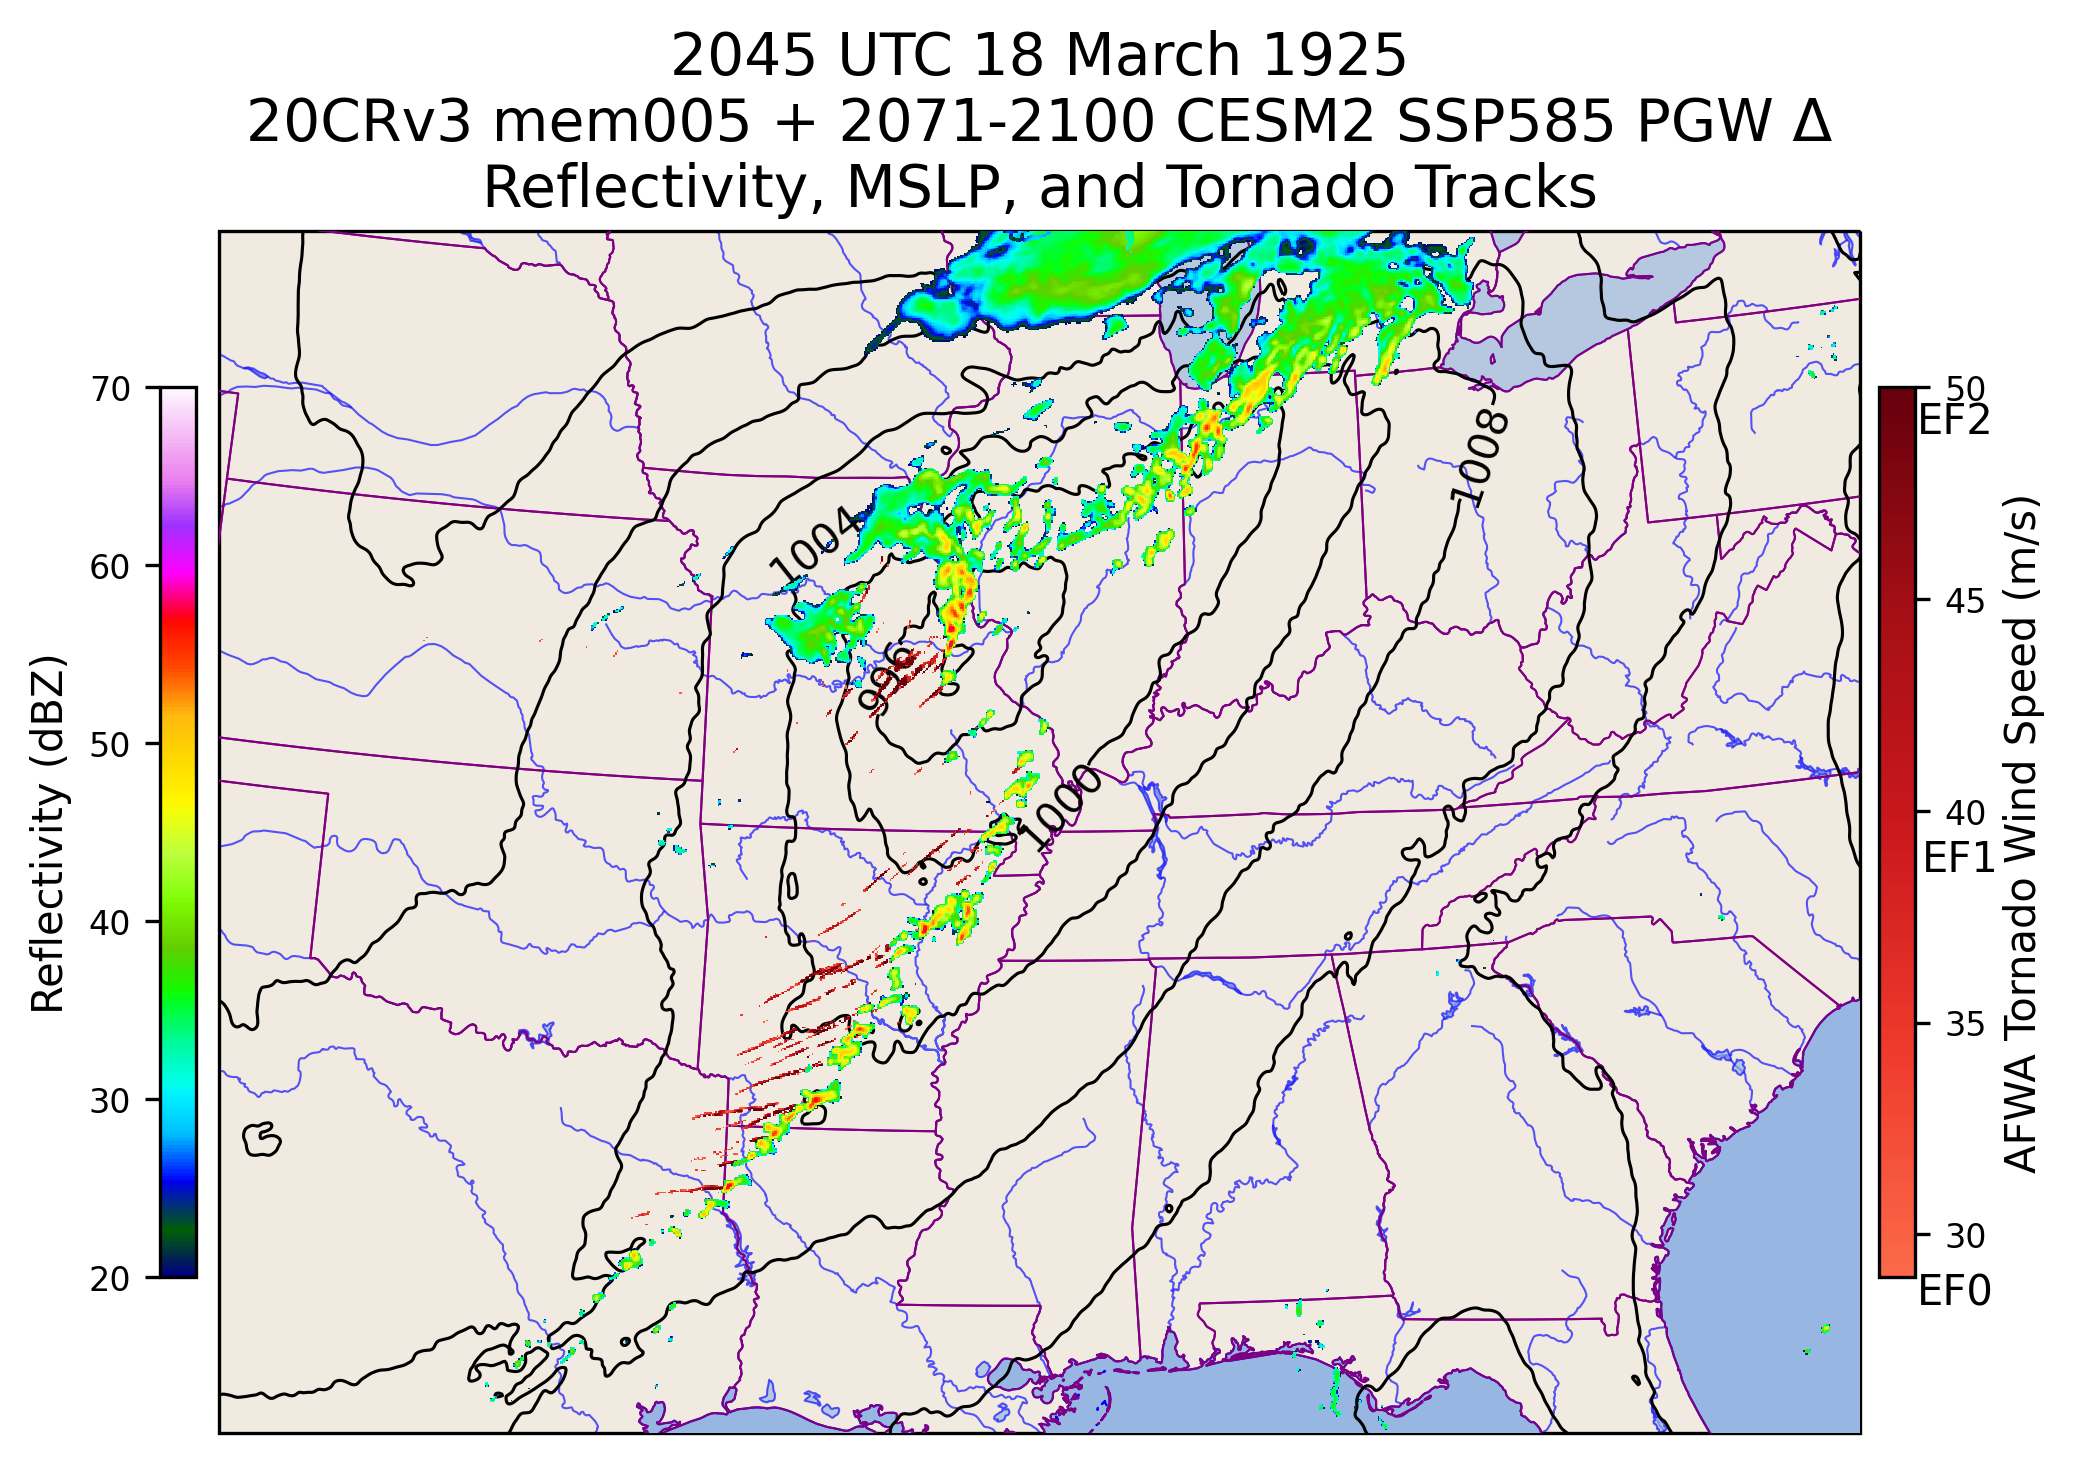 2045 UTC 18 March 1925
20CRv3 mem005 + 2071-2100 CESM2 SSP585 PGW Δ
Reflectivity, MSLP, and Tornado Tracks
Reflectivity (dBZ)
70
60
50
40
30
20
1004
996
1000
1008
50
EF2
45
40
EF1
35
30
EF0
AFWA Tornado Wind Speed (m/s)